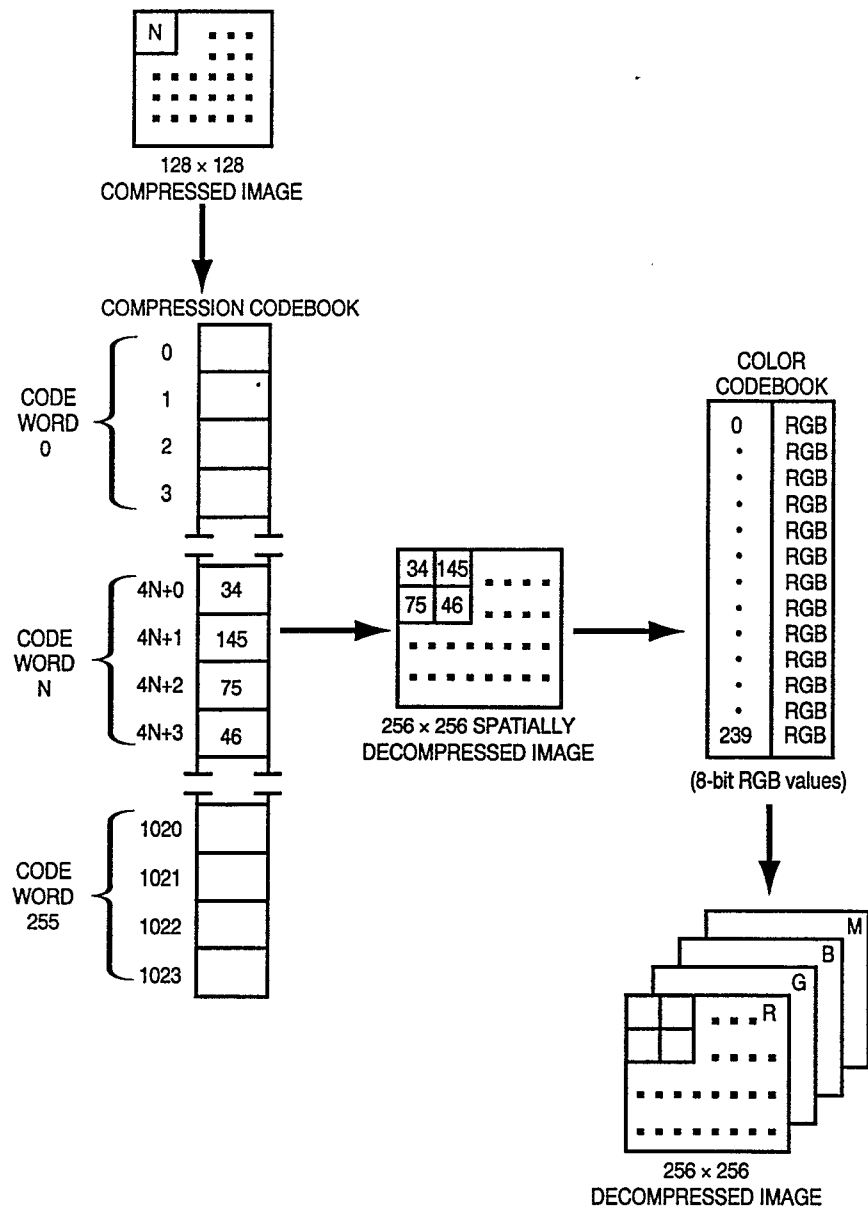 N
128 × 128
COMPRESSED IMAGE
COMPRESSION CODEBOOK
CODE
WORD
0
0
1
2
3
CODE
WORD
N
4N+0 34
4N+1 145
4N+2 75
4N+3 46
CODE
WORD
255
1020
1021
1022
1023
34 145
75 46
256 × 256 SPATIALLY
DECOMPRESSED IMAGE
COLOR
CODEBOOK
0 RGB
RGB
RGB
RGB
RGB
RGB
RGB
RGB
RGB
RGB
RGB
RGB
239 RGB
(8-bit RGB values)
M
B
G
R
256 × 256
DECOMPRESSED IMAGE